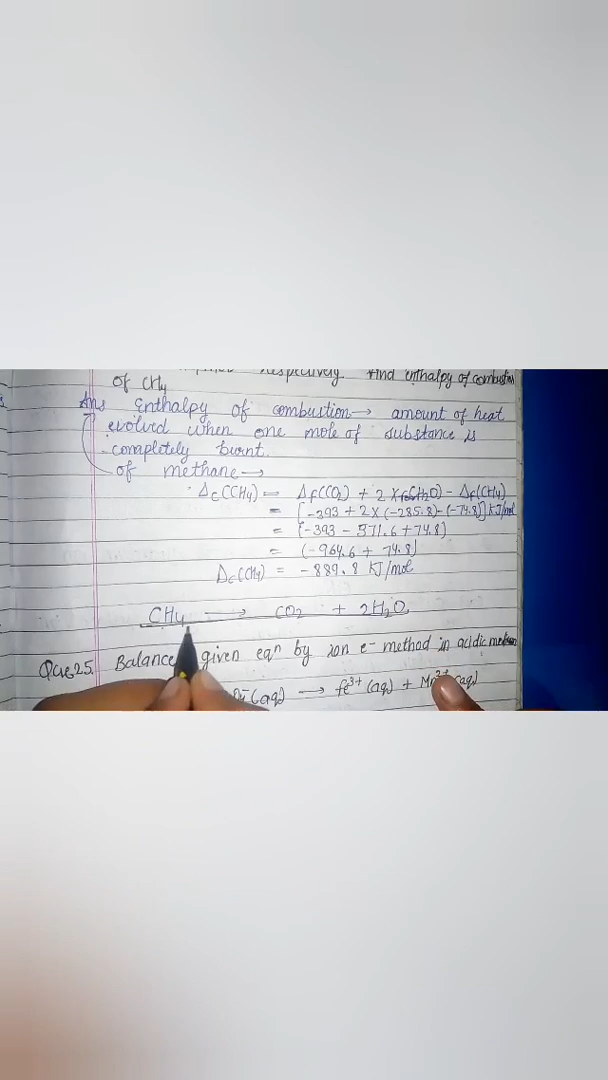 respectively. Find enthalpy of combustion
of CH4
Ans Enthalpy of combustion → amount of heat
evolved when one mole of substance is
completely burnt.
of methane →
Δc(CH4) = Δf(CO2) + 2 × f(H2O) - Δf(CH4)
= [-393 + 2 × (-285.8) - (-74.8)] KJ/mol
= [-393 - 571.6 + 74.8]
= (-964.6 + 74.8]
Δc(CH4) = -889.8 KJ/mol
CH4 → CO2 + 2H2O
Que25. Balance given eqn by ion e- method in acidic
(aq) → fe3+ (aq) + Mn2+ (aq)